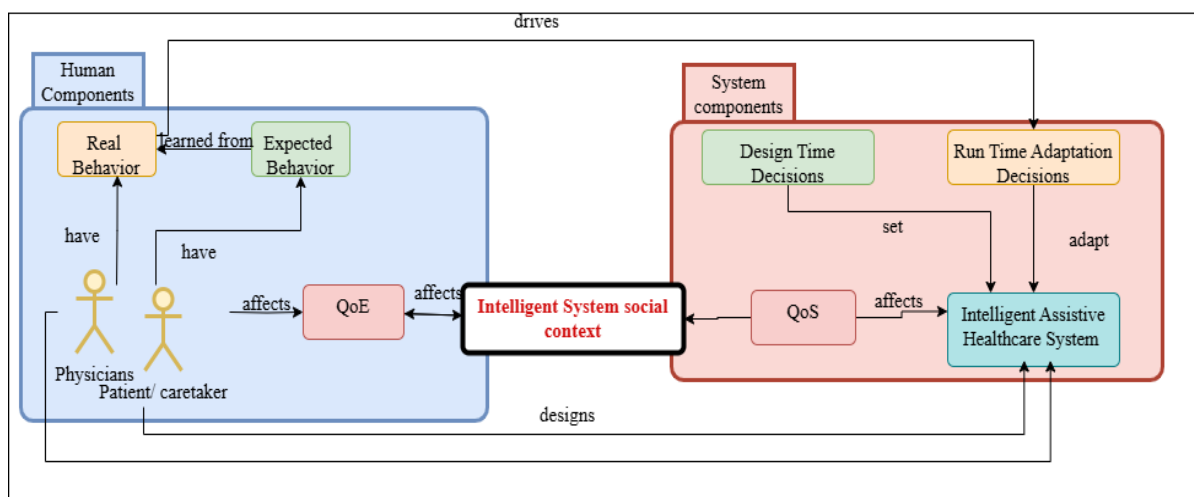 drives
Human
Components
System
components
Real
Behavior
learned from
Expected
Behavior
Design Time
Decisions
Run Time Adaptation
Decisions
have
have
set
adapt
affects
QoE
affects
Intelligent System social
context
QoS
affects
Intelligent Assistive
Healthcare System
Physicians
Patient/ caretaker
designs